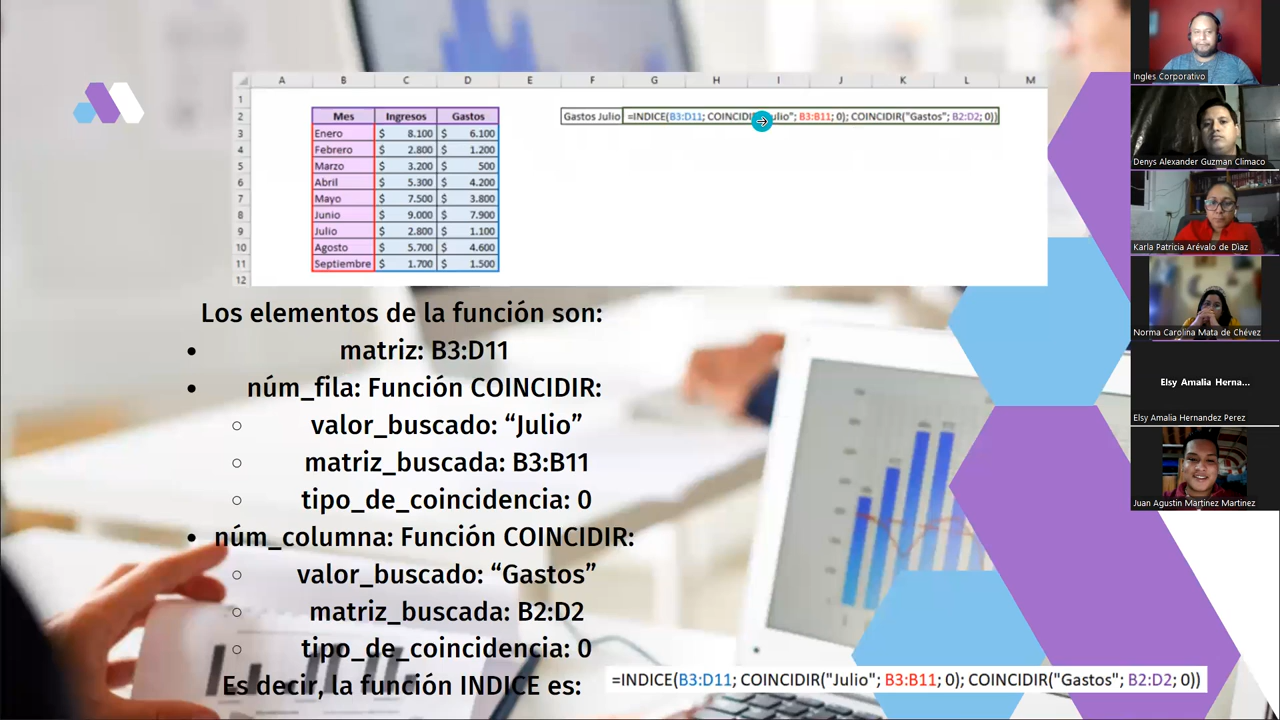 A B C D E F G H I J K L M
1
2 Mes Ingresos Gastos Gastos Julio =INDICE(B3:D11; COINCIDIR("Julio"; B3:B11; 0); COINCIDIR("Gastos"; B2:D2; 0))
3 Enero $ 8.100 $ 6.100
4 Febrero $ 2.800 $ 1.200
5 Marzo $ 3.200 $ 500
6 Abril $ 5.300 $ 4.200
7 Mayo $ 7.500 $ 3.800
8 Junio $ 9.000 $ 7.900
9 Julio $ 2.800 $ 1.100
10 Agosto $ 5.700 $ 4.600
11 Septiembre $ 1.700 $ 1.500
12
Los elementos de la función son:
• matriz: B3:D11
• núm_fila: Función COINCIDIR:
○ valor_buscado: “Julio”
○ matriz_buscada: B3:B11
○ tipo_de_coincidencia: 0
• núm_columna: Función COINCIDIR:
○ valor_buscado: “Gastos”
○ matriz_buscada: B2:D2
○ tipo_de_coincidencia: 0
Es decir, la función INDICE es:
=INDICE(B3:D11; COINCIDIR("Julio"; B3:B11; 0); COINCIDIR("Gastos"; B2:D2; 0))
Ingles Corporativo
Denys Alexander Guzman Climaco
Karla Patricia Arévalo de Diaz
Norma Carolina Mata de Chévez
Elsy Amalia Herna...
Elsy Amalia Hernandez Perez
Juan Agustin Martinez Martinez